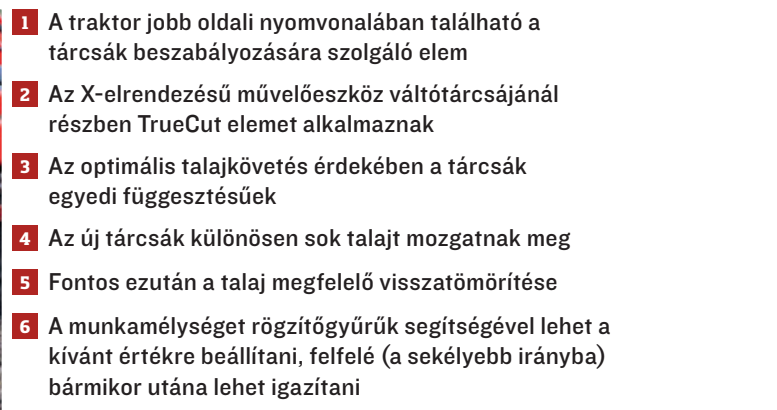 1 A traktor jobb oldali nyomvonalában található a
tárcsák beszabályozására szolgáló elem
2 Az X-elrendezésű művelőeszköz váltótárcsájánál
részben TrueCut elemet alkalmaznak
3 Az optimális talajkövetés érdekében a tárcsák
egyedi függesztésűek
4 Az új tárcsák különösen sok talajt mozgatnak meg
5 Fontos ezután a talaj megfelelő visszatömörítése
6 A munkamélységet rögzítőgyűrűk segítségével lehet a
kívánt értékre beállítani, felfelé (a sekélyebb irányba)
bármikor utána lehet igazítani